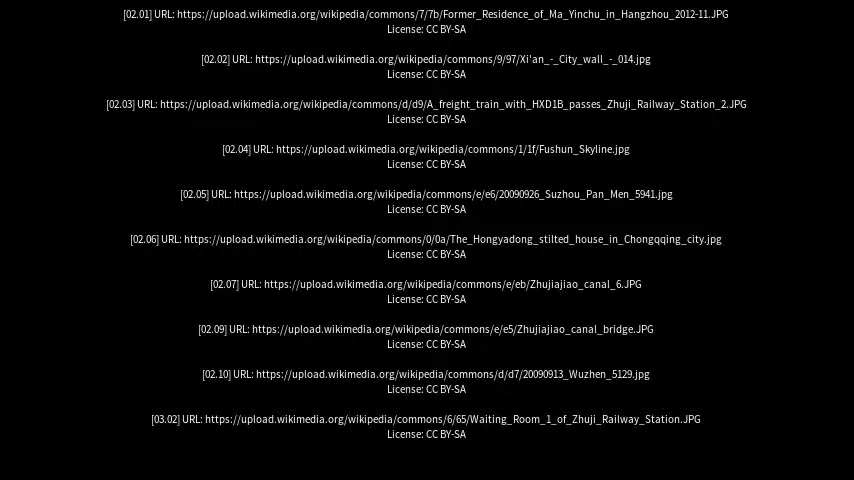 [02.01] URL: https://upload.wikimedia.org/wikipedia/commons/7/7b/Former_Residence_of_Ma_Yinchu_in_Hangzhou_2012-11.JPG
License: CC BY-SA
[02.02] URL: https://upload.wikimedia.org/wikipedia/commons/9/97/Xi'an_-_City_wall_-_014.jpg
License: CC BY-SA
[02.03] URL: https://upload.wikimedia.org/wikipedia/commons/d/d9/A_freight_train_with_HXD1B_passes_Zhuji_Railway_Station_2.JPG
License: CC BY-SA
[02.04] URL: https://upload.wikimedia.org/wikipedia/commons/1/1f/Fushun_Skyline.jpg
License: CC BY-SA
[02.05] URL: https://upload.wikimedia.org/wikipedia/commons/e/e6/20090926_Suzhou_Pan_Men_5941.jpg
License: CC BY-SA
[02.06] URL: https://upload.wikimedia.org/wikipedia/commons/0/0a/The_Hongyadong_stilted_house_in_Chongqqing_city.jpg
License: CC BY-SA
[02.07] URL: https://upload.wikimedia.org/wikipedia/commons/e/eb/Zhujiajiao_canal_6.JPG
License: CC BY-SA
[02.09] URL: https://upload.wikimedia.org/wikipedia/commons/e/e5/Zhujiajiao_canal_bridge.JPG
License: CC BY-SA
[02.10] URL: https://upload.wikimedia.org/wikipedia/commons/d/d7/20090913_Wuzhen_5129.jpg
License: CC BY-SA
[03.02] URL: https://upload.wikimedia.org/wikipedia/commons/6/65/Waiting_Room_1_of_Zhuji_Railway_Station.JPG
License: CC BY-SA